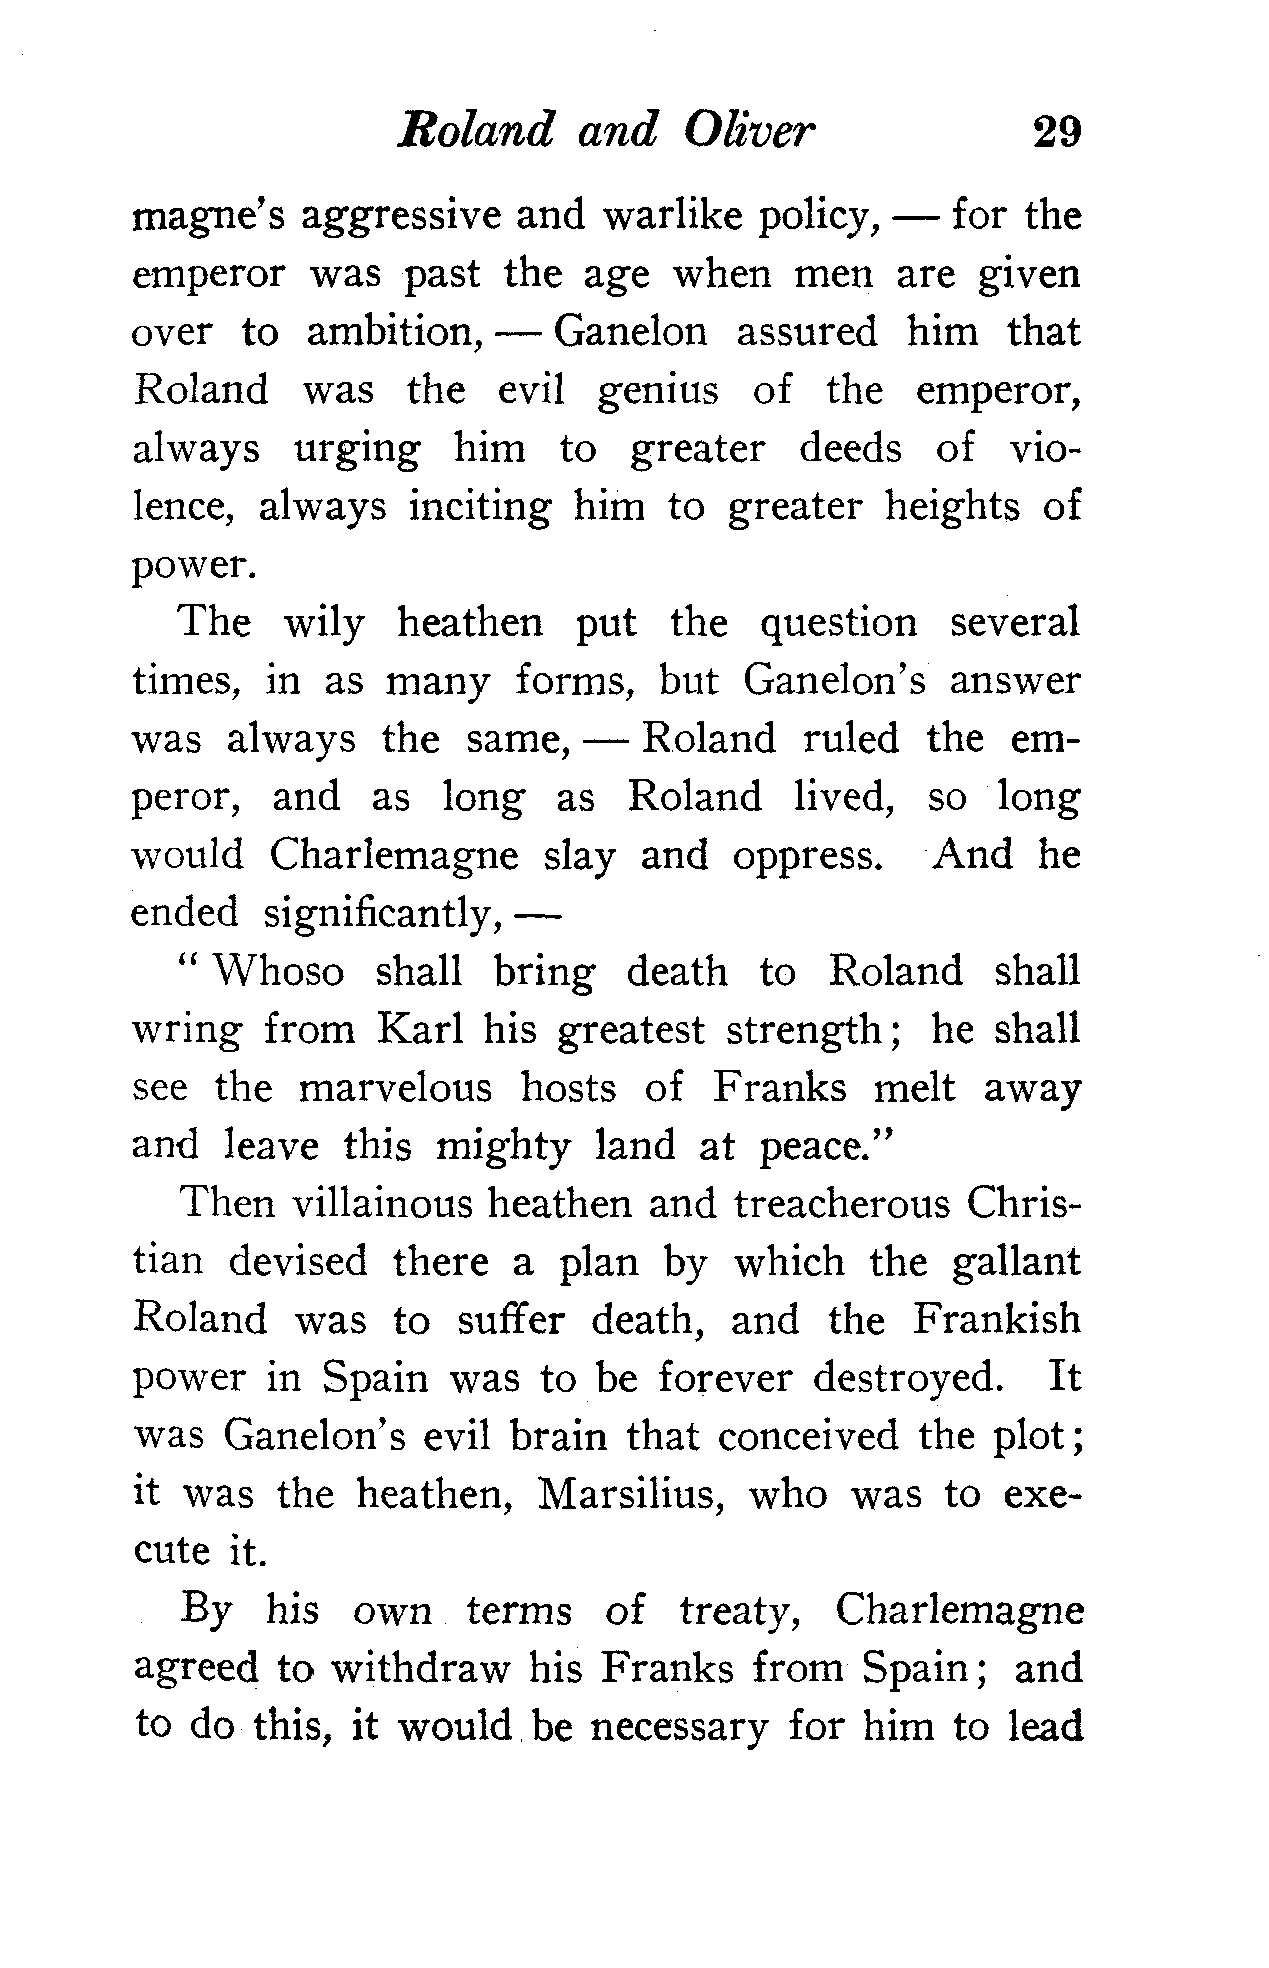 Roland and Oliver 29
magne's aggressive and warlike policy, — for the
emperor was past the age when men are given
over to ambition, — Ganelon assured him that
Roland was the evil genius of the emperor,
always urging him to greater deeds of vio-
lence, always inciting him to greater heights of
power.
The wily heathen put the question several
times, in as many forms, but Ganelon's answer
was always the same, — Roland ruled the em-
peror, and as long as Roland lived, so long
would Charlemagne slay and oppress. And he
ended significantly, —
" Whoso shall bring death to Roland shall
wring from Karl his greatest strength; he shall
see the marvelous hosts of Franks melt away
and leave this mighty land at peace."
Then villainous heathen and treacherous Chris-
tian devised there a plan by which the gallant
Roland was to suffer death, and the Frankish
power in Spain was to be forever destroyed. It
was Ganelon's evil brain that conceived the plot;
it was the heathen, Marsilius, who was to exe-
cute it.
By his own terms of treaty, Charlemagne
agreed to withdraw his Franks from Spain; and
to do this, it would be necessary for him to lead